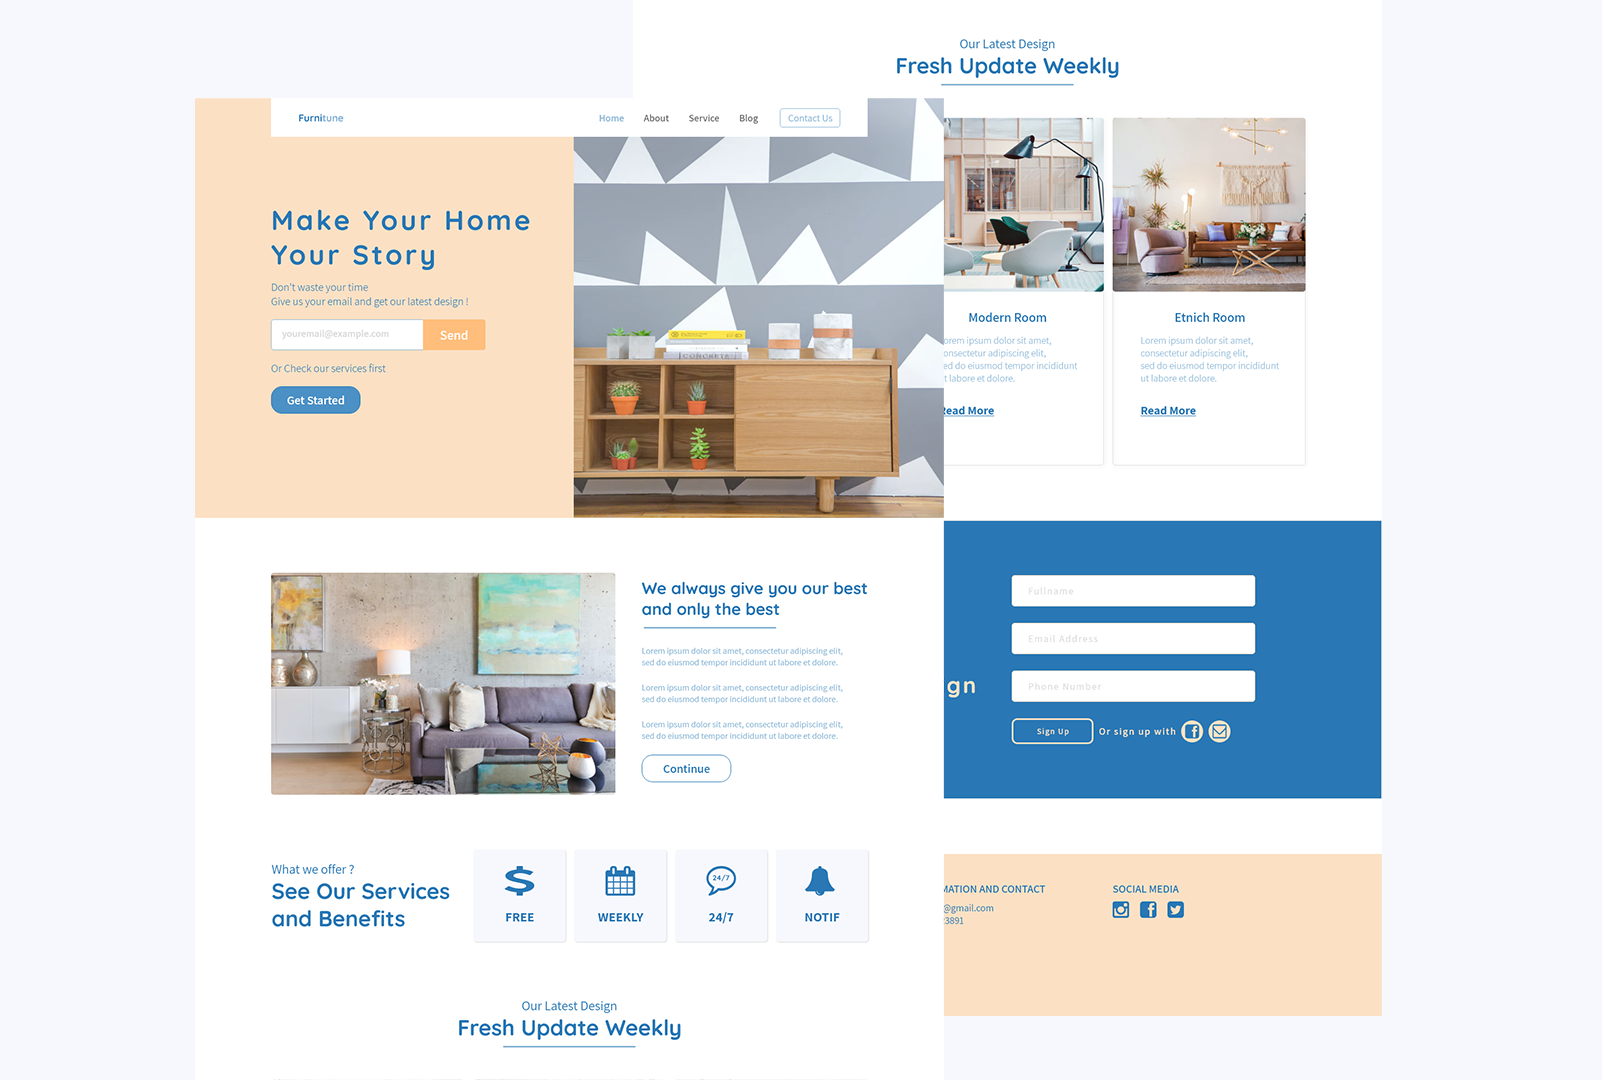 Our Latest Design
Fresh Update Weekly
Furnitune
Home
About
Service
Blog
Contact Us
Make Your Home
Your Story
Don't waste your time
Give us your email and get our latest design !
youremail@example.com
Send
Or Check our services first
Get Started
CONCRETE
Modern Room
orem ipsum dolor sit amet,
onsectetur adipiscing elit,
ed do eiusmod tempor incididunt
t labore et dolore.
Read More
Etnich Room
Lorem ipsum dolor sit amet,
consectetur adipiscing elit,
sed do eiusmod tempor incididunt
ut labore et dolore.
Read More
We always give you our best
and only the best
Lorem ipsum dolor sit amet, consectetur adipiscing elit,
sed do eiusmod tempor incididunt ut labore et dolore.
Lorem ipsum dolor sit amet, consectetur adipiscing elit,
sed do eiusmod tempor incididunt ut labore et dolore.
Lorem ipsum dolor sit amet, consectetur adipiscing elit,
sed do eiusmod tempor incididunt ut labore et dolore.
Continue
gn
Fullname
Email Address
Phone Number
Sign Up
Or sign up with
What we offer ?
See Our Services
and Benefits
FREE
WEEKLY
24/7
24/7
NOTIF
MATION AND CONTACT
@gmail.com
3891
SOCIAL MEDIA
Our Latest Design
Fresh Update Weekly